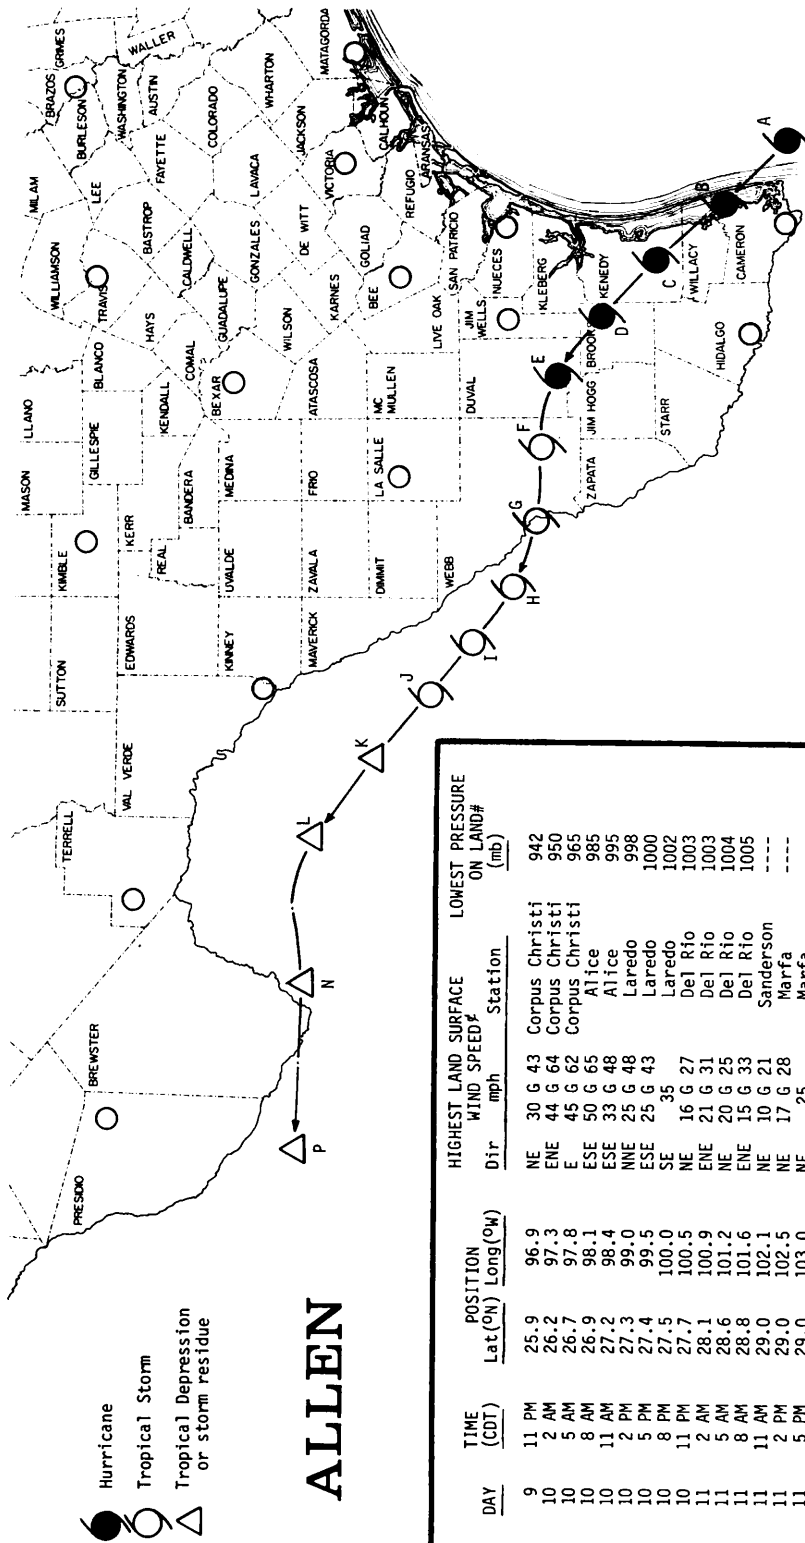 Hurricane
Tropical Storm
Tropical Depression
or storm residue
ALLEN
PRESIDIO
BREWSTER
TERRELL
VAL VERDE
SUTTON
EDWARDS
KINNEY
MAVERICK
KIMBLE
KERR
REAL
UVALDE
ZAVALA
DIMMIT
WEBB
MASON
GILLESPIE
BANDERA
MEDINA
FRIO
LA SALLE
ZAPATA
LLANO
BLANCO
KENDALL
COMAL
BEXAR
ATASCOSA
MC
MULLEN
DUVAL
JIM HOGG
STARR
WILLIAMSON
TRAVIS
HAYS
CALDWELL
GUADALUPE
WILSON
KARNES
LIVE OAK
JIM
WELLS
BROOK
HIDALGO
MILAM
LEE
BASTROP
GONZALES
DE WITT
GOLIAD
BEE
SAN PATRICIO
NUECES
KLEBERG
KENEDY
WILLACY
CAMERON
BRAZOS
BURLESON
WASHINGTON
FAYETTE
LAVACA
VICTORIA
REFUGIO
ARANSAS
CALHOUN
GRIMES
WALLER
AUSTIN
COLORADO
WHARTON
JACKSON
MATAGORDA
A
B
C
D
E
F
G
H
I
J
K
L
N
P
DAY TIME (CDT) POSITION Lat(ºN) Long(ºW) HIGHEST LAND SURFACE WIND SPEED Dir mph Station LOWEST PRESSURE ON LAND# (mb)
9 11 PM 25.9 96.9 NE 30 G 43 Corpus Christi 942
10 2 AM 26.2 97.3 ENE 44 G 64 Corpus Christi 950
10 5 AM 26.7 97.8 E 45 G 62 Corpus Christi 965
10 8 AM 26.9 98.1 ESE 50 G 65 Alice 985
10 11 AM 27.2 98.4 ESE 33 G 48 Alice 995
10 2 PM 27.3 99.0 NNE 25 G 48 Laredo 998
10 5 PM 27.4 99.5 ESE 25 G 43 Laredo 1000
10 8 PM 27.5 100.0 SE 35 Laredo 1002
10 11 PM 27.7 100.5 NE 16 G 27 Del Rio 1003
11 2 AM 28.1 100.9 ENE 21 G 31 Del Rio 1003
11 5 AM 28.6 101.2 NE 20 G 25 Del Rio 1004
11 8 AM 28.8 101.6 ENE 15 G 33 Del Rio 1005
11 11 AM 29.0 102.1 NE 10 G 21 Sanderson ----
11 2 PM 29.0 102.5 NE 17 G 28 Marfa ----
11 5 PM 29.0 103.0 NE 25 Marfa